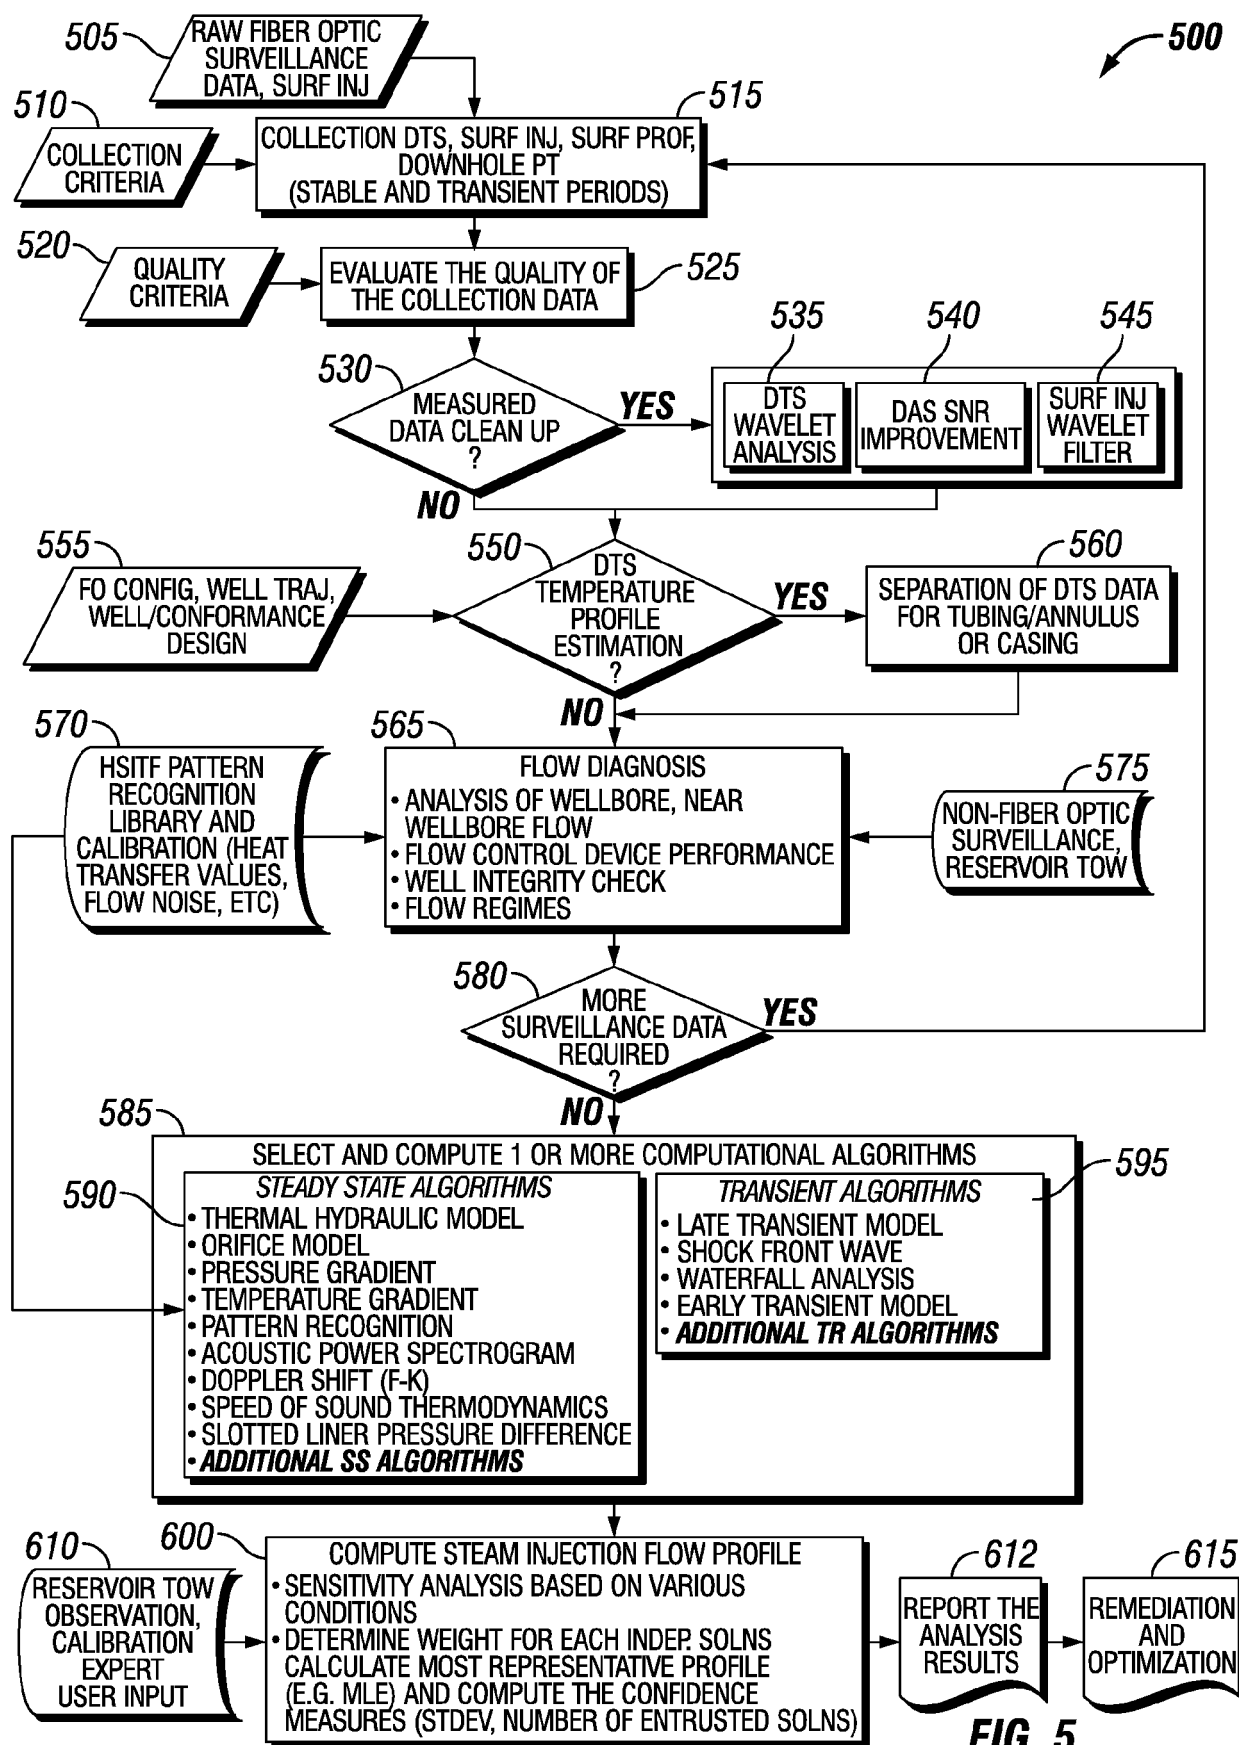 505
RAW FIBER OPTIC
SURVEILLANCE
DATA, SURF INJ
500
510
COLLECTION
CRITERIA
515
COLLECTION DTS, SURF INJ, SURF PROF,
DOWNHOLE PT
(STABLE AND TRANSIENT PERIODS)
520
QUALITY
CRITERIA
EVALUATE THE QUALITY OF
THE COLLECTION DATA
525
530
MEASURED
DATA CLEAN UP
?
YES
NO
535
DTS
WAVELET
ANALYSIS
540
DAS SNR
IMPROVEMENT
545
SURF INJ
WAVELET
FILTER
555
FO CONFIG, WELL TRAJ,
WELL/CONFORMANCE
DESIGN
550
DTS
TEMPERATURE
PROFILE
ESTIMATION
?
YES
NO
560
SEPARATION OF DTS DATA
FOR TUBING/ANNULUS
OR CASING
570
HSITF PATTERN
RECOGNITION
LIBRARY AND
CALIBRATION (HEAT
TRANSFER VALUES,
FLOW NOISE, ETC)
565
FLOW DIAGNOSIS
• ANALYSIS OF WELLBORE, NEAR
WELLBORE FLOW
• FLOW CONTROL DEVICE PERFORMANCE
• WELL INTEGRITY CHECK
• FLOW REGIMES
575
NON-FIBER OPTIC
SURVEILLANCE,
RESERVOIR TOW
580
MORE
SURVEILLANCE DATA
REQUIRED
?
YES
NO
585
SELECT AND COMPUTE 1 OR MORE COMPUTATIONAL ALGORITHMS
590
STEADY STATE ALGORITHMS
• THERMAL HYDRAULIC MODEL
• ORIFICE MODEL
• PRESSURE GRADIENT
• TEMPERATURE GRADIENT
• PATTERN RECOGNITION
• ACOUSTIC POWER SPECTROGRAM
• DOPPLER SHIFT (F-K)
• SPEED OF SOUND THERMODYNAMICS
• SLOTTED LINER PRESSURE DIFFERENCE
• ADDITIONAL SS ALGORITHMS
595
TRANSIENT ALGORITHMS
• LATE TRANSIENT MODEL
• SHOCK FRONT WAVE
• WATERFALL ANALYSIS
• EARLY TRANSIENT MODEL
• ADDITIONAL TR ALGORITHMS
610
RESERVOIR TOW
OBSERVATION,
CALIBRATION
EXPERT
USER INPUT
600
COMPUTE STEAM INJECTION FLOW PROFILE
• SENSITIVITY ANALYSIS BASED ON VARIOUS
CONDITIONS
• DETERMINE WEIGHT FOR EACH INDEP. SOLNS
CALCULATE MOST REPRESENTATIVE PROFILE
(E.G. MLE) AND COMPUTE THE CONFIDENCE
MEASURES (STDEV, NUMBER OF ENTRUSTED SOLNS)
612
REPORT THE
ANALYSIS
RESULTS
615
REMEDIATION
AND
OPTIMIZATION
FIG. 5